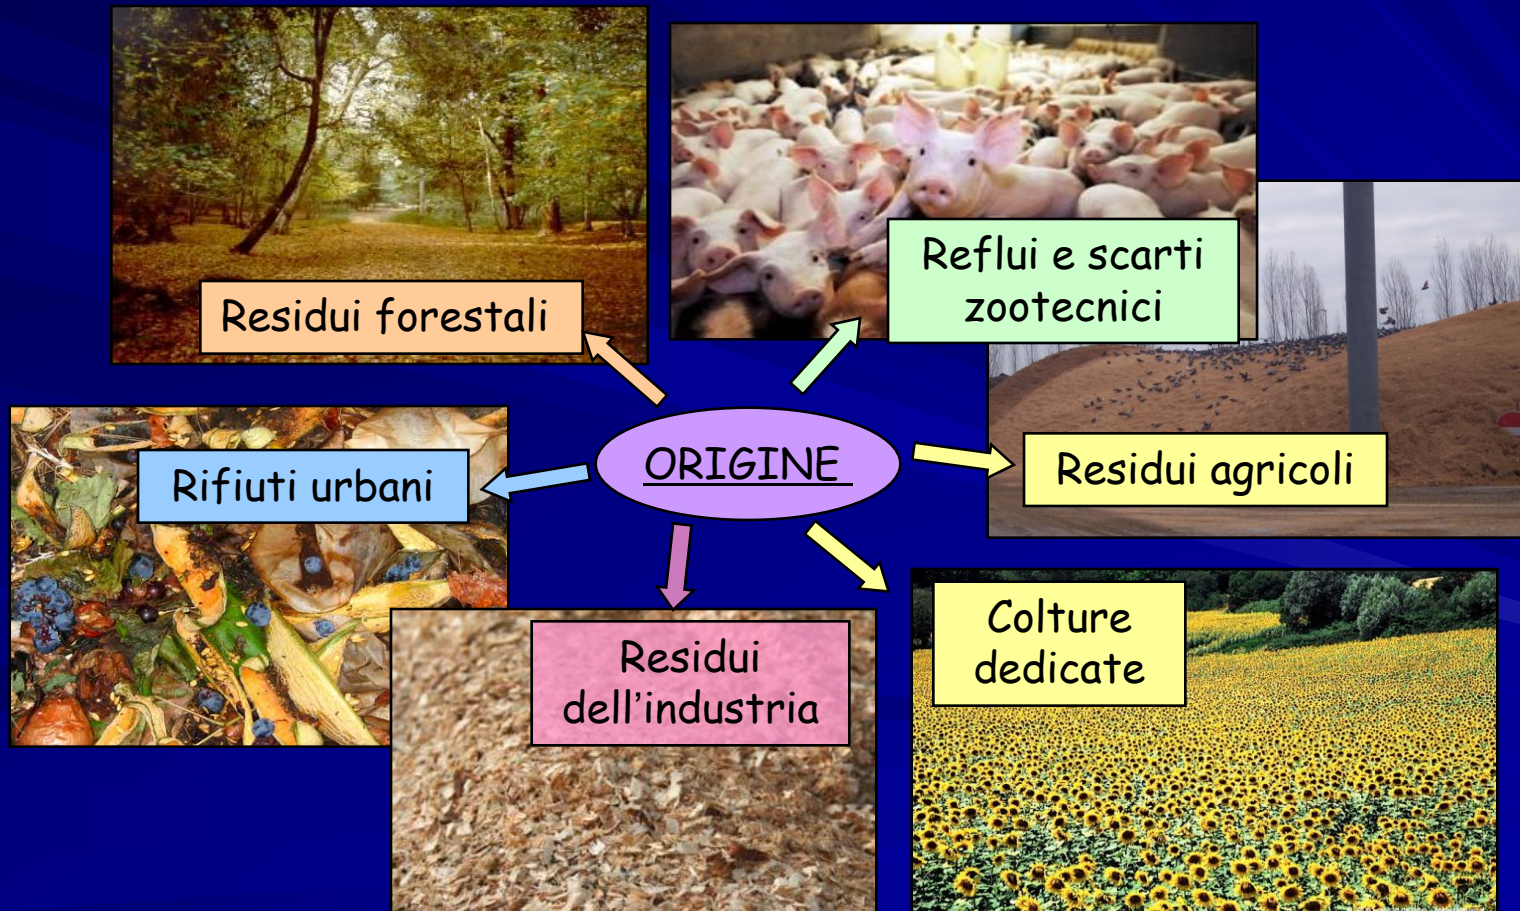 Residui forestali
Reflui e scarti
zootecnici
ORIGINE
Residui agricoli
Rifiuti urbani
Residui
dell’industria
Colture
dedicate